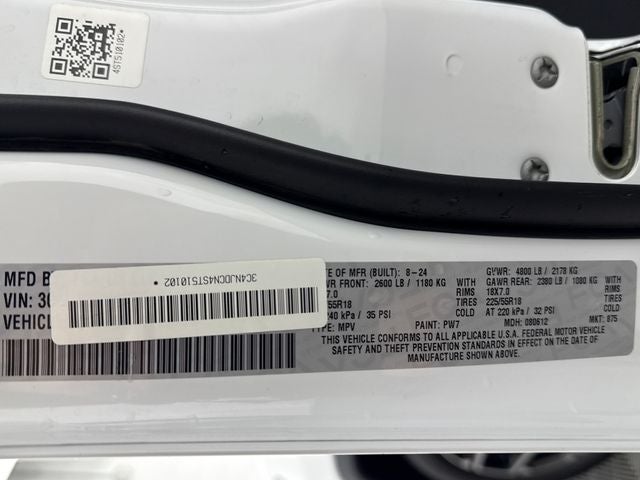 4ST510102*
MFD B
3C4NJDCN4ST510102*
VIN: 3C
VEHICL
TE OF MFR (BUILT): 8-24 GVWR: 4800 LB / 2178 KG
WR FRONT: 2600 LB / 1180 KG WITH GAWR REAR: 2380 LB / 1080 KG WITH
X7.0 RIMS 18X7.0 RIMS
/55R18 TIRES 225/55R18 TIRES
240 kPa / 35 PSI COLD AT 220 kPa / 32 PSI COLD
TYPE: MPV PAINT: PW7 MDH: 080612 MKT: 875
THIS VEHICLE CONFORMS TO ALL APPLICABLE U.S.A. FEDERAL MOTOR VEHICLE
SAFETY AND THEFT PREVENTION STANDARDS IN EFFECT ON THE DATE OF
MANUFACTURE SHOWN ABOVE.